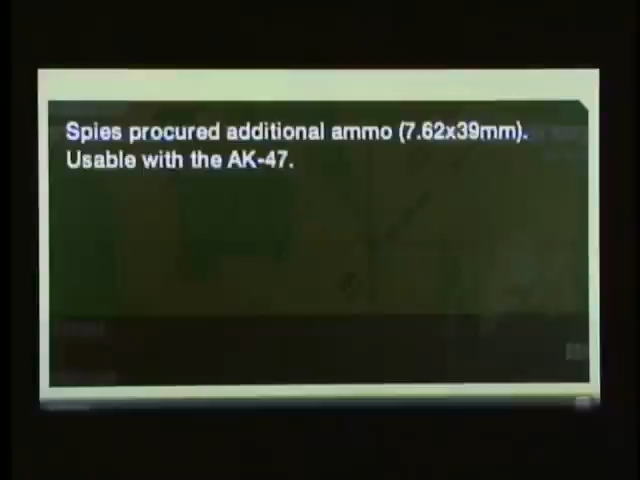 Spies procured additional ammo (7.62x39mm).
Usable with the AK-47.